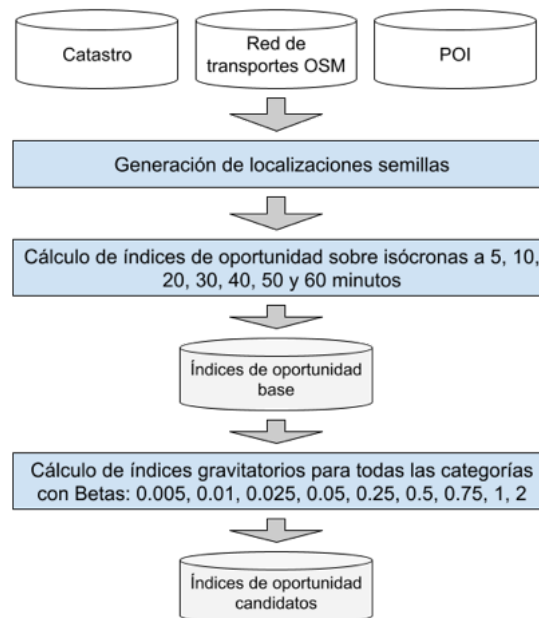 Catastro
Red de
transportes OSM
POI
Generación de localizaciones semillas
Cálculo de índices de oportunidad sobre isócronas a 5, 10,
20, 30, 40, 50 y 60 minutos
Índices de oportunidad
base
Cálculo de índices gravitatorios para todas las categorías
con Betas: 0.005, 0.01, 0.025, 0.05, 0.25, 0.5, 0.75, 1, 2
Índices de oportunidad
candidatos